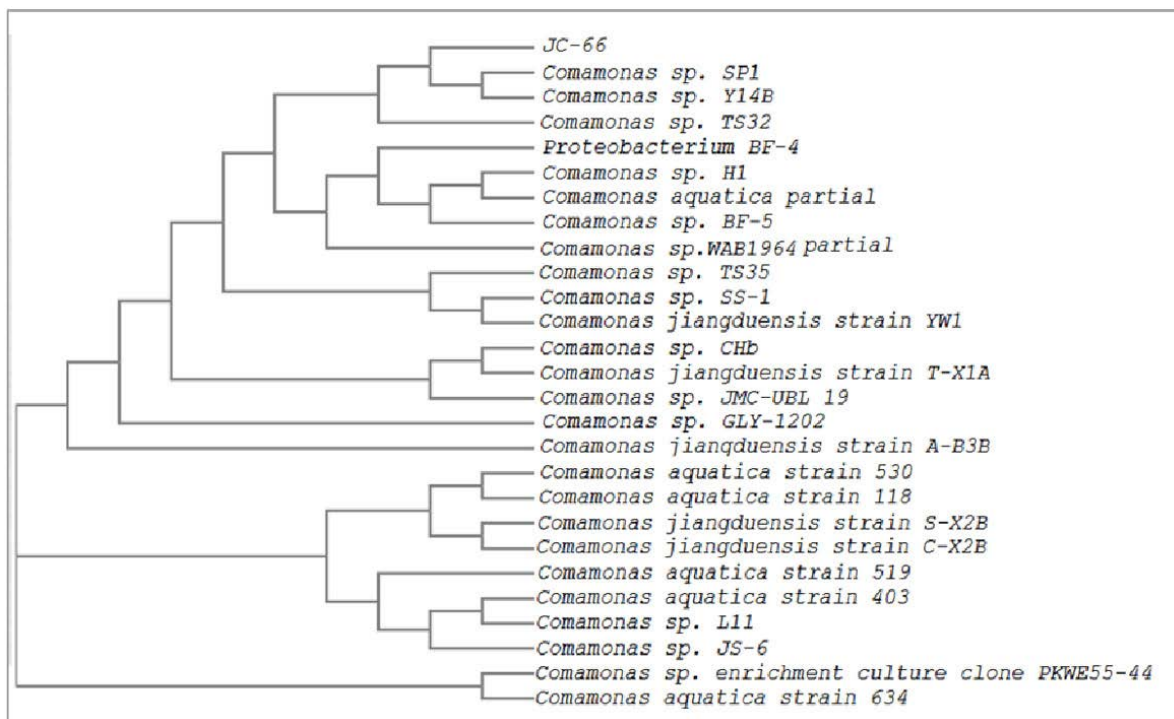 JC-66
Comamonas sp. SP1
Comamonas sp. Y14B
Comamonas sp. TS32
Proteobacterium BF-4
Comamonas sp. H1
Comamonas aquatica partial
Comamonas sp. BF-5
Comamonas sp.WAB1964 partial
Comamonas sp. TS35
Comamonas sp. SS-1
Comamonas jiangduensis strain YW1
Comamonas sp. CHb
Comamonas jiangduensis strain T-X1A
Comamonas sp. JMC-UBL 19
Comamonas sp. GLY-1202
Comamonas jiangduensis strain A-B3B
Comamonas aquatica strain 530
Comamonas aquatica strain 118
Comamonas jiangduensis strain S-X2B
Comamonas jiangduensis strain C-X2B
Comamonas aquatica strain 519
Comamonas aquatica strain 403
Comamonas sp. L11
Comamonas sp. JS-6
Comamonas sp. enrichment culture clone PKWE55-44
Comamonas aquatica strain 634